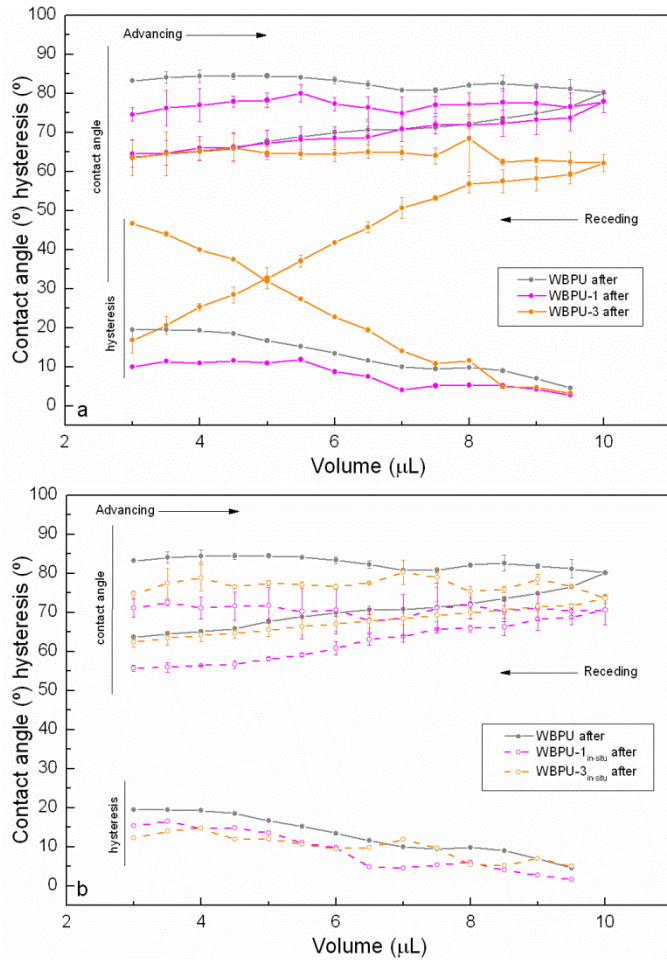 100
90
80
70
60
50
40
30
20
10
0
Contact angle (º) hysteresis (º)
Advancing
contact angle
hysteresis
Receding
WBPU after
WBPU-1 after
WBPU-3 after
a
2 4 6 8 10
Volume (μL)
100
90
80
70
60
50
40
30
20
10
0
Contact angle (º) hysteresis (º)
Advancing
contact angle
hysteresis
Receding
WBPU after
WBPU-1in-situ after
WBPU-3in-situ after
b
2 4 6 8 10
Volume (μL)